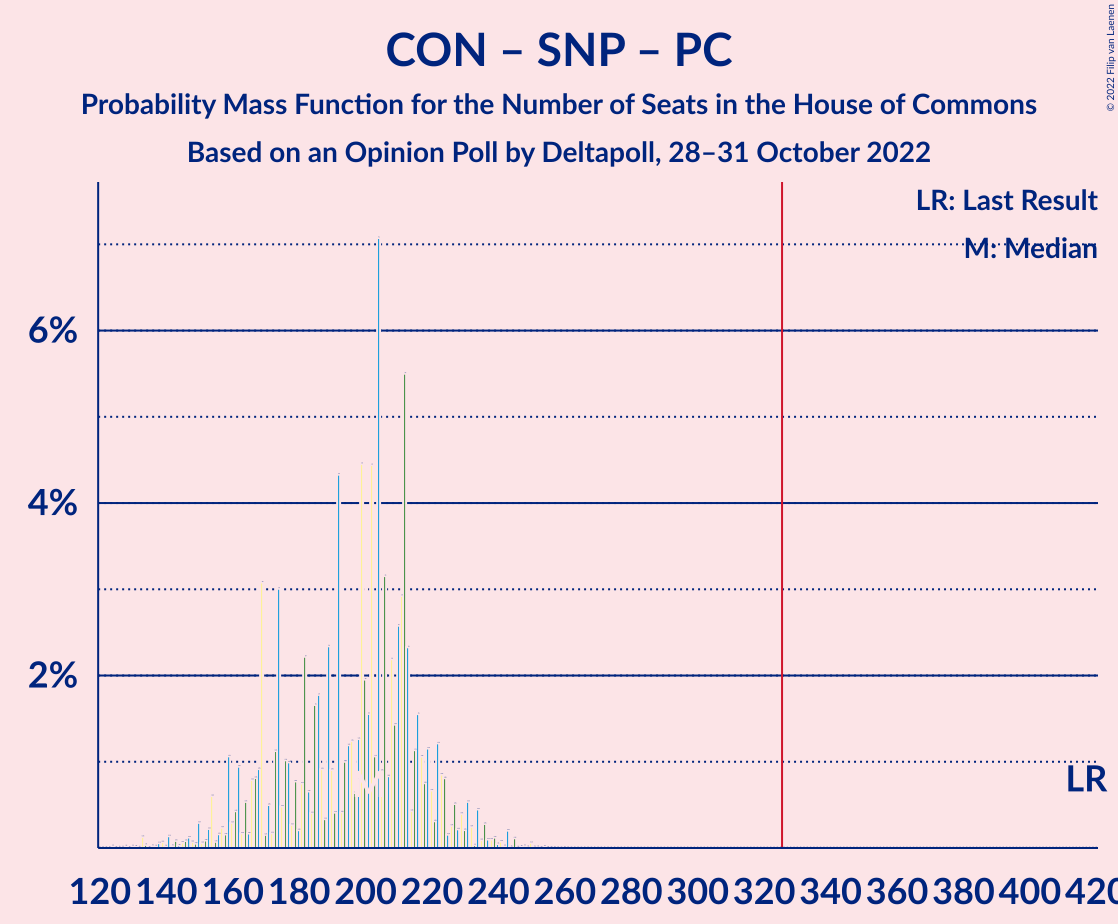 CON – SNP – PC
Probability Mass Function for the Number of Seats in the House of Commons
Based on an Opinion Poll by Deltapoll, 28–31 October 2022
© 2022 Filip van Laenen
LR: Last Result
M: Median
6%
4%
2%
LR
120 140 160 180 200 220 240 260 280 300 320 340 360 380 400 420